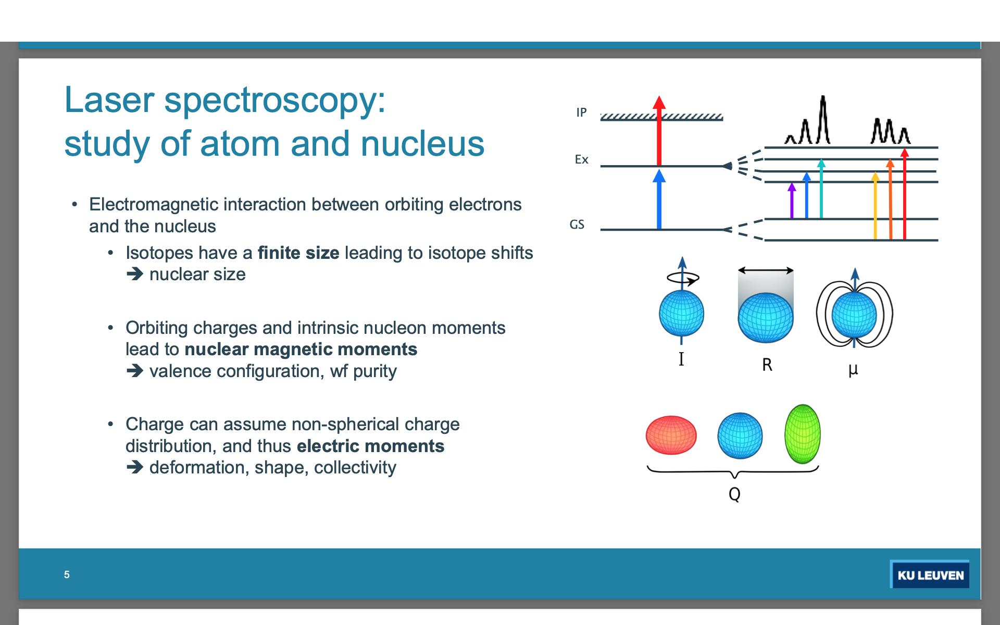 Laser spectroscopy:
study of atom and nucleus
• Electromagnetic interaction between orbiting electrons
and the nucleus
• Isotopes have a finite size leading to isotope shifts
➔ nuclear size
• Orbiting charges and intrinsic nucleon moments
lead to nuclear magnetic moments
➔ valence configuration, wf purity
• Charge can assume non-spherical charge
distribution, and thus electric moments
➔ deformation, shape, collectivity
IP
Ex
GS
I
R
μ
Q
5
KU LEUVEN